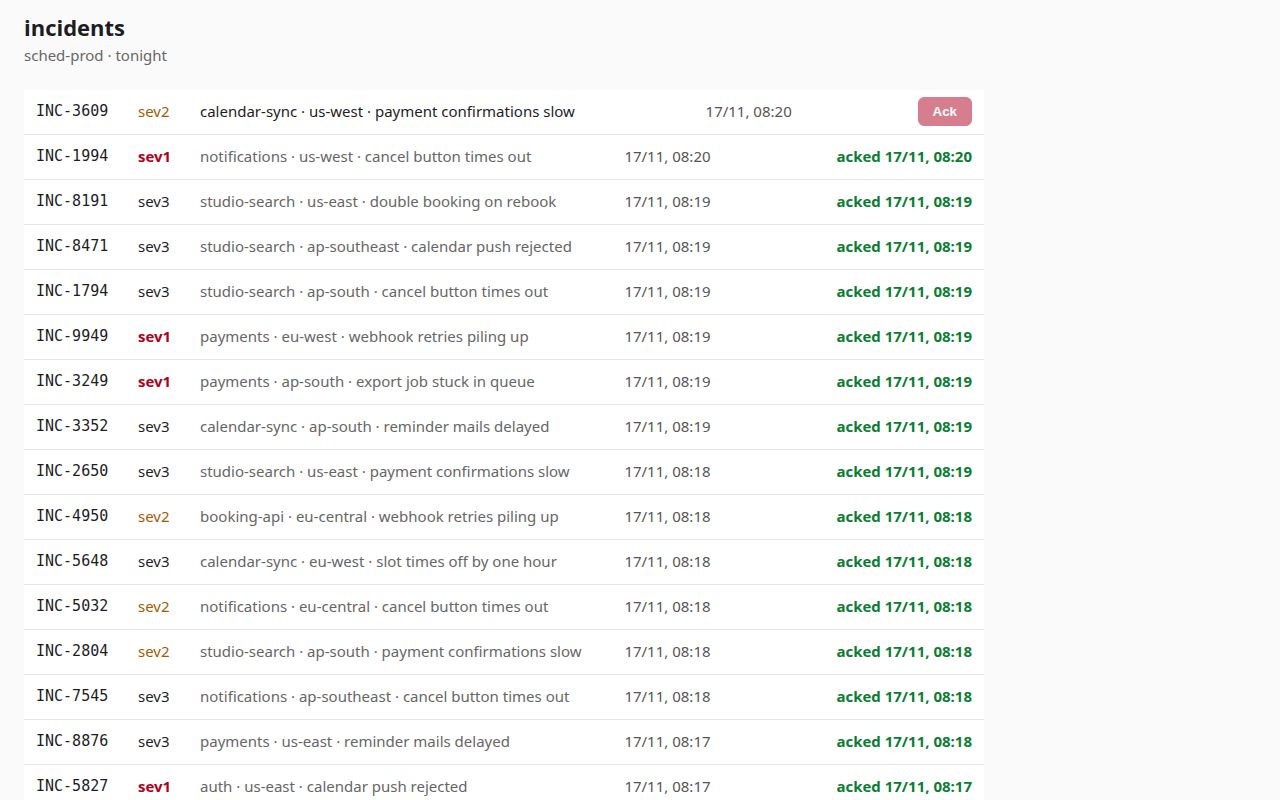 incidents
sched-prod · tonight
INC-3609 sev2 calendar-sync · us-west · payment confirmations slow 17/11, 08:20 Ack
INC-1994 sev1 notifications · us-west · cancel button times out 17/11, 08:20 acked 17/11, 08:20
INC-8191 sev3 studio-search · us-east · double booking on rebook 17/11, 08:19 acked 17/11, 08:19
INC-8471 sev3 studio-search · ap-southeast · calendar push rejected 17/11, 08:19 acked 17/11, 08:19
INC-1794 sev3 studio-search · ap-south · cancel button times out 17/11, 08:19 acked 17/11, 08:19
INC-9949 sev1 payments · eu-west · webhook retries piling up 17/11, 08:19 acked 17/11, 08:19
INC-3249 sev1 payments · ap-south · export job stuck in queue 17/11, 08:19 acked 17/11, 08:19
INC-3352 sev3 calendar-sync · ap-south · reminder mails delayed 17/11, 08:19 acked 17/11, 08:19
INC-2650 sev3 studio-search · us-east · payment confirmations slow 17/11, 08:18 acked 17/11, 08:19
INC-4950 sev2 booking-api · eu-central · webhook retries piling up 17/11, 08:18 acked 17/11, 08:18
INC-5648 sev3 calendar-sync · eu-west · slot times off by one hour 17/11, 08:18 acked 17/11, 08:18
INC-5032 sev2 notifications · eu-central · cancel button times out 17/11, 08:18 acked 17/11, 08:18
INC-2804 sev2 studio-search · ap-south · payment confirmations slow 17/11, 08:18 acked 17/11, 08:18
INC-7545 sev3 notifications · ap-southeast · cancel button times out 17/11, 08:18 acked 17/11, 08:18
INC-8876 sev3 payments · us-east · reminder mails delayed 17/11, 08:17 acked 17/11, 08:18
INC-5827 sev1 auth · us-east · calendar push rejected 17/11, 08:17 acked 17/11, 08:17